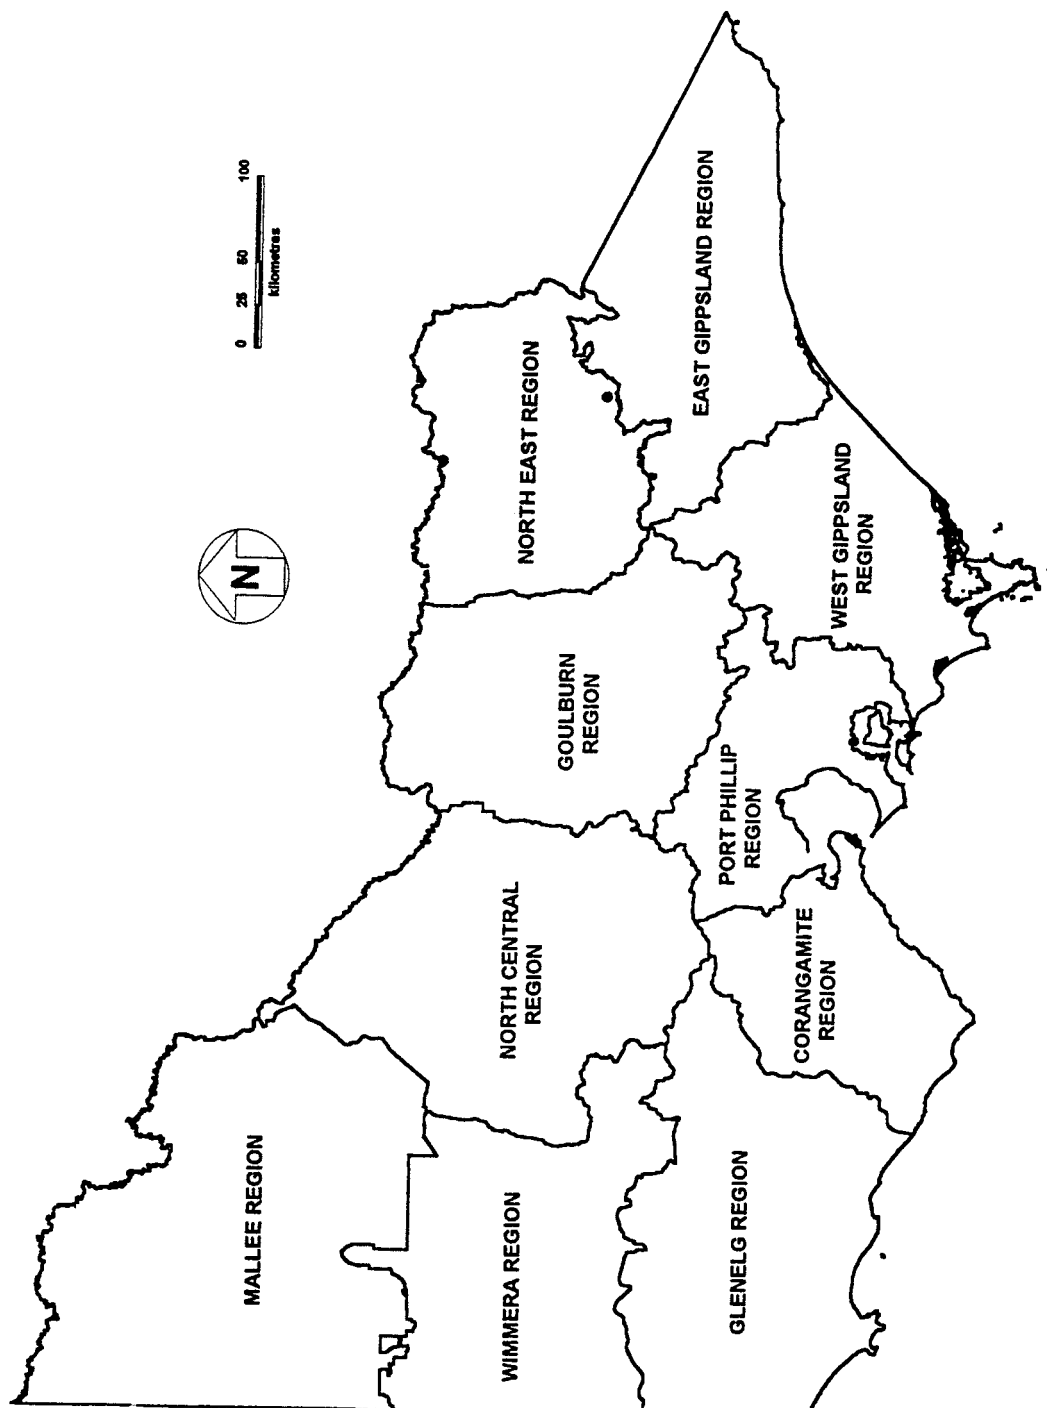 0 25 50 100
kilometres
N
MALLEE REGION
WIMMERA REGION
NORTH CENTRAL
REGION
GOULBURN
REGION
NORTH EAST REGION
EAST GIPPSLAND REGION
WEST GIPPSLAND
REGION
PORT PHILLIP
REGION
CORANGAMITE
REGION
GLENELG REGION